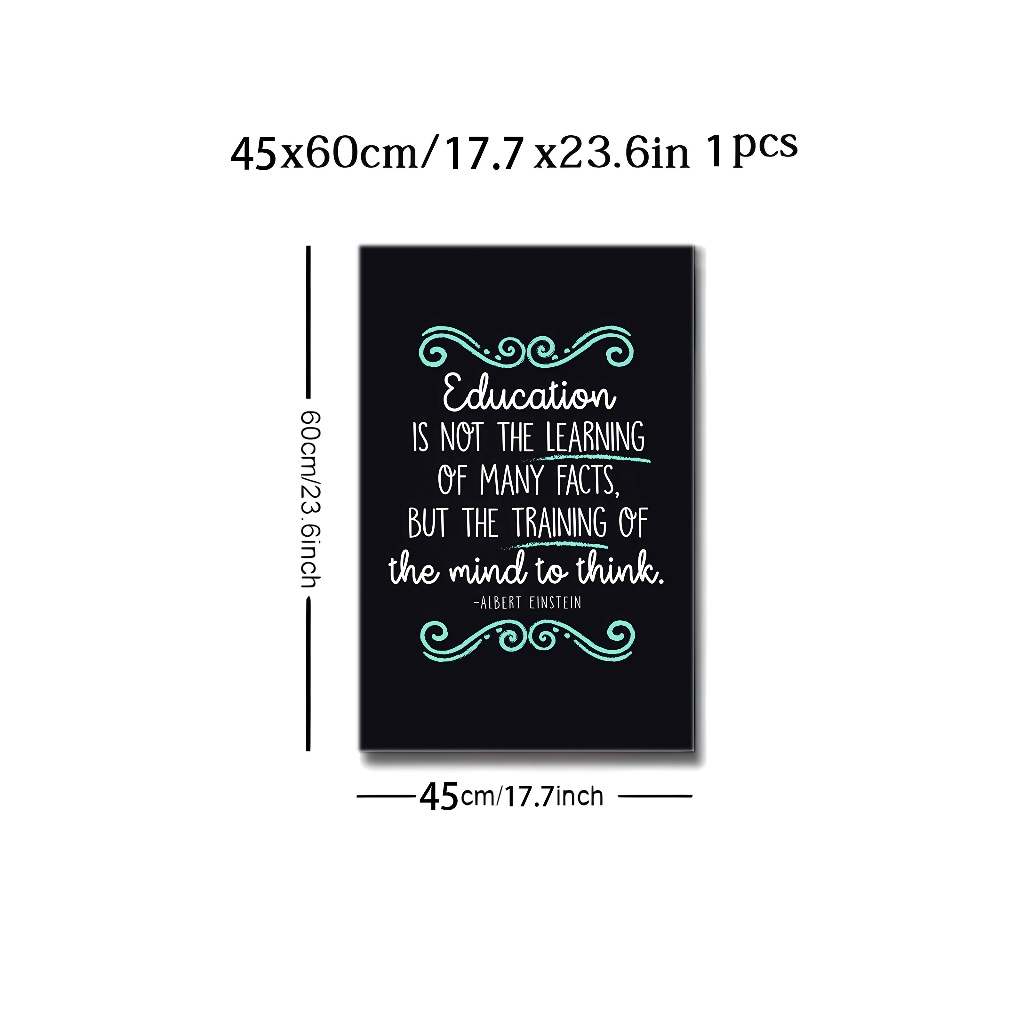 45x60cm/17.7 x23.6in 1pcs
60cm/23.6inch
Education
IS NOT THE LEARNING
OF MANY FACTS,
BUT THE TRAINING OF
the mind to think.
-ALBERT EINSTEIN
45cm/17.7inch